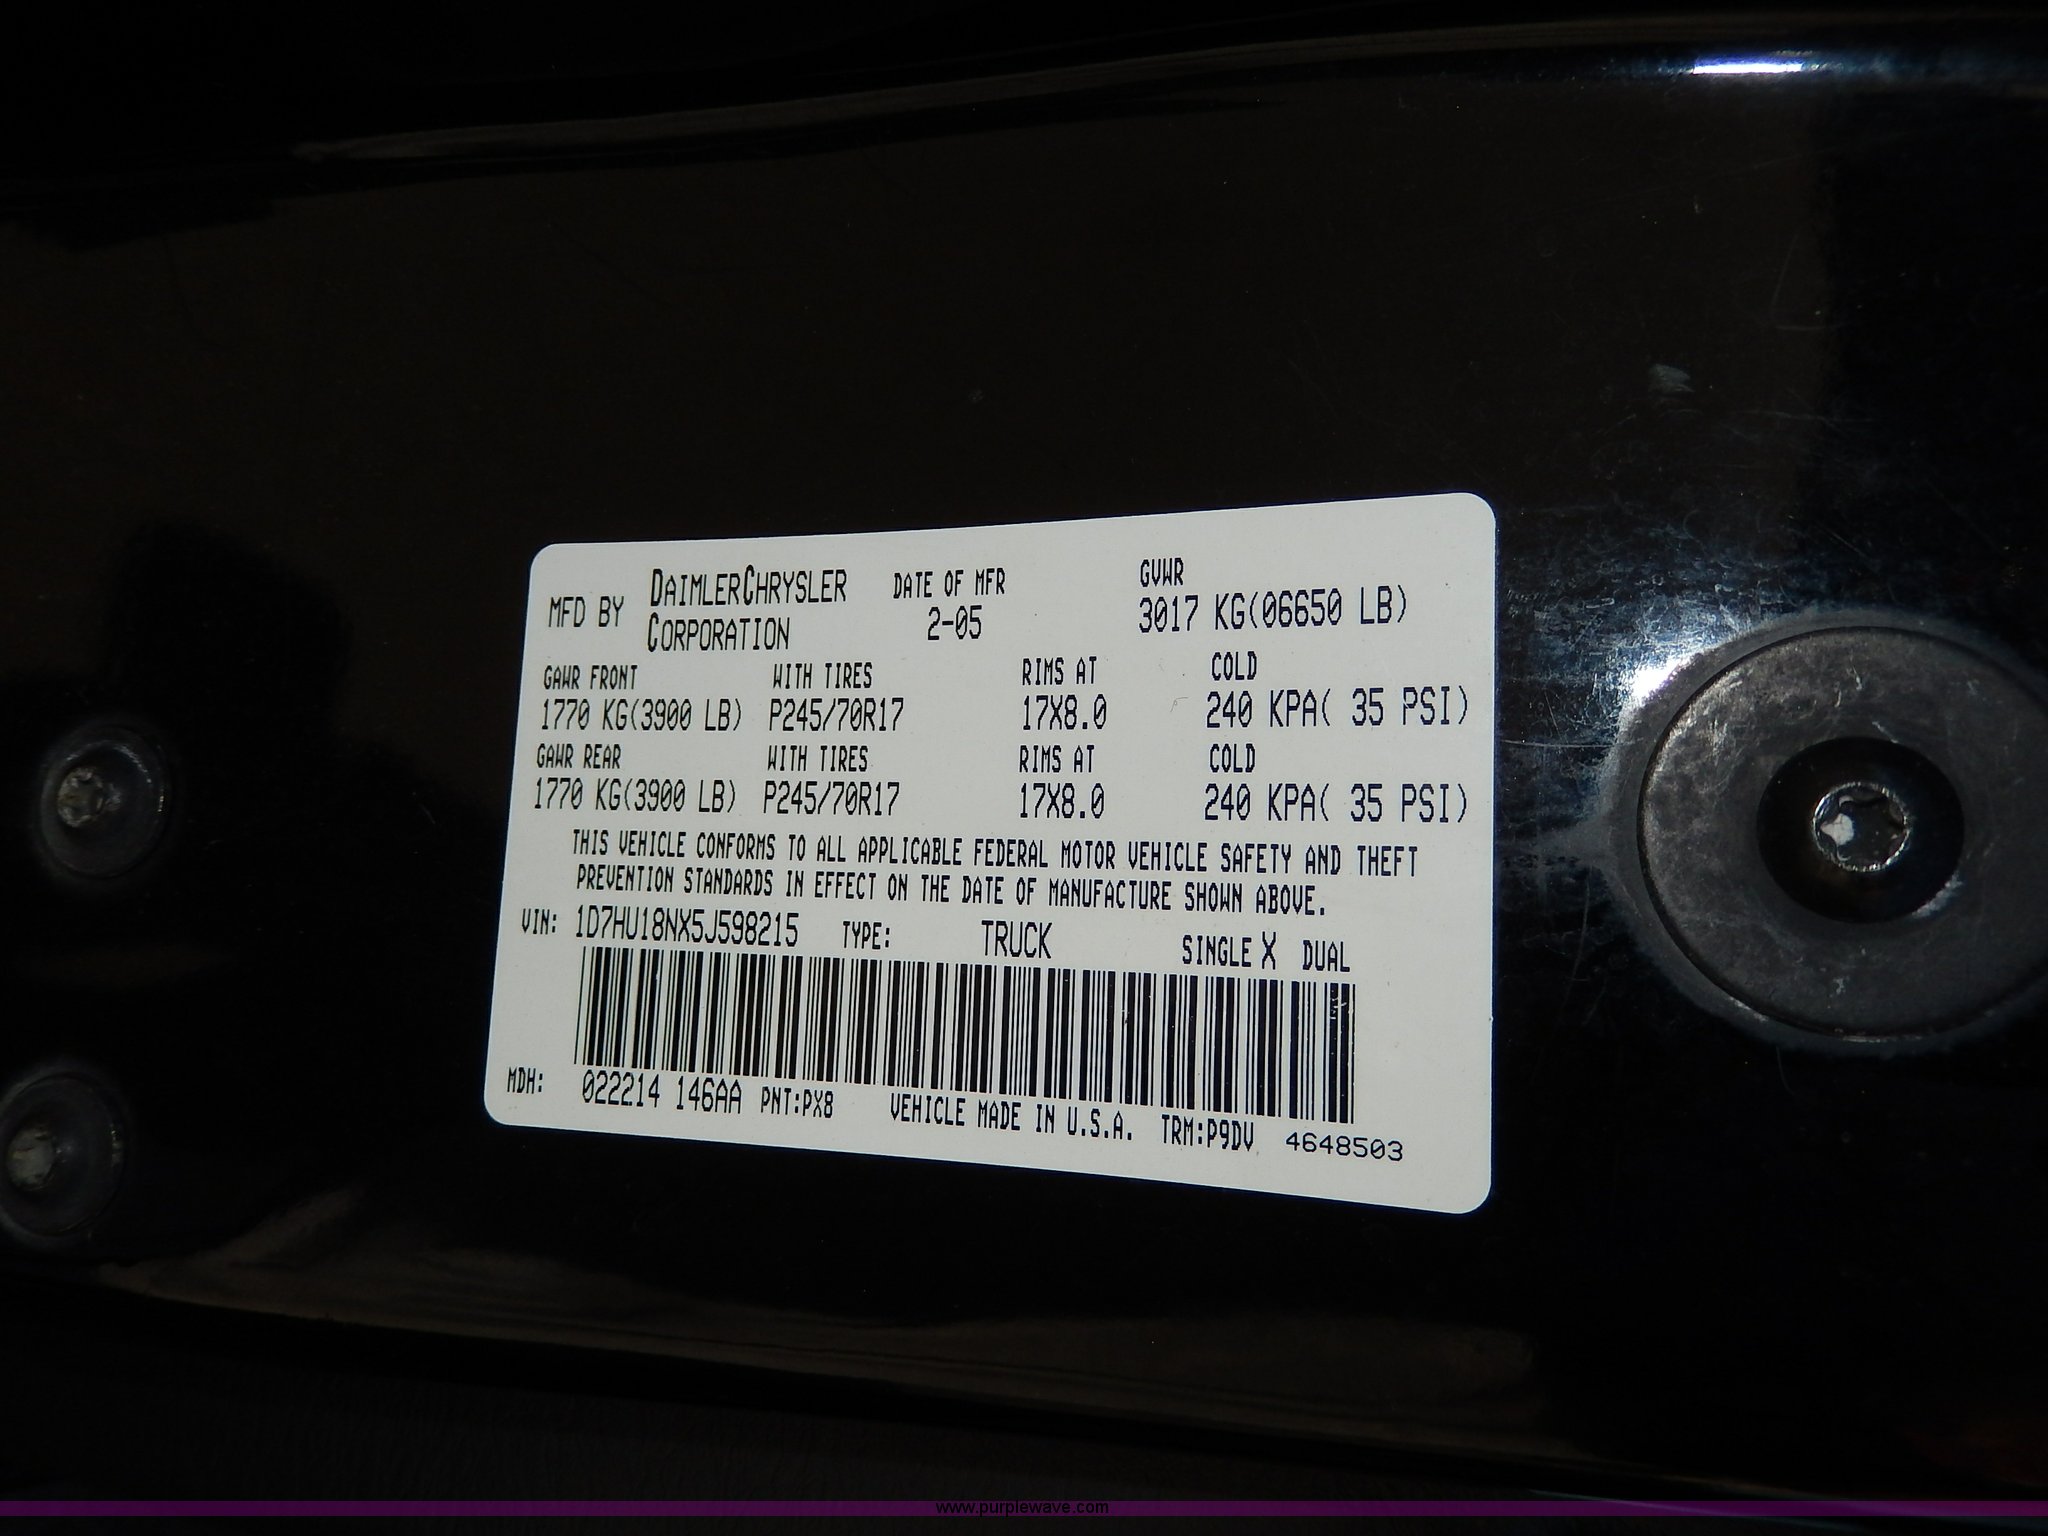 MFD BY DAIMLERCHRYSLER CORPORATION DATE OF MFR 2-05 GVWR 3017 KG(06650 LB)
GAWR FRONT WITH TIRES RIMS AT COLD
1770 KG(3900 LB) P245/70R17 17X8.0 240 KPA( 35 PSI)
GAWR REAR WITH TIRES RIMS AT COLD
1770 KG(3900 LB) P245/70R17 17X8.0 240 KPA( 35 PSI)
THIS VEHICLE CONFORMS TO ALL APPLICABLE FEDERAL MOTOR VEHICLE SAFETY AND THEFT
PREVENTION STANDARDS IN EFFECT ON THE DATE OF MANUFACTURE SHOWN ABOVE.
VIN: 1D7HU18NX5J598215 TYPE: TRUCK SINGLE X DUAL
MDH: 022214 146AA PNT:PX8 VEHICLE MADE IN U.S.A. TRM:P9DV 4648503
www.purplewave.com